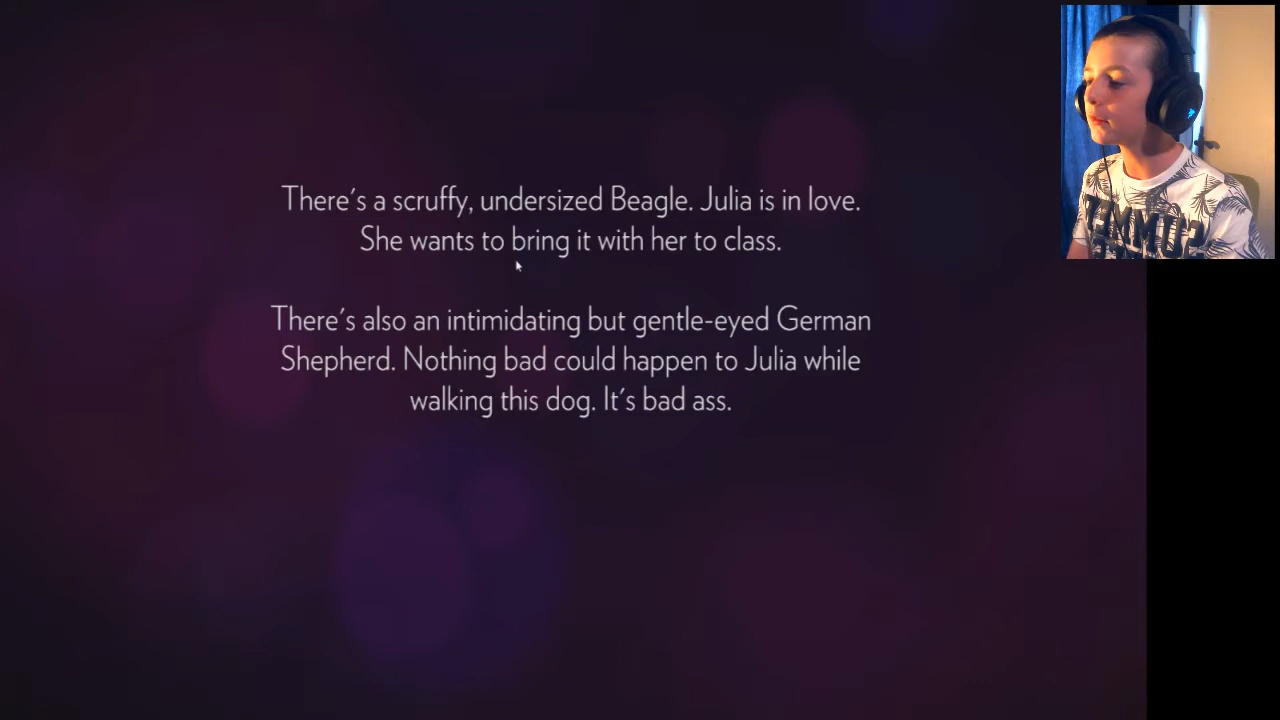 There's a scruffy, undersized Beagle. Julia is in love.
She wants to bring it with her to class.
There's also an intimidating but gentle-eyed German
Shepherd. Nothing bad could happen to Julia while
walking this dog. It's bad ass.